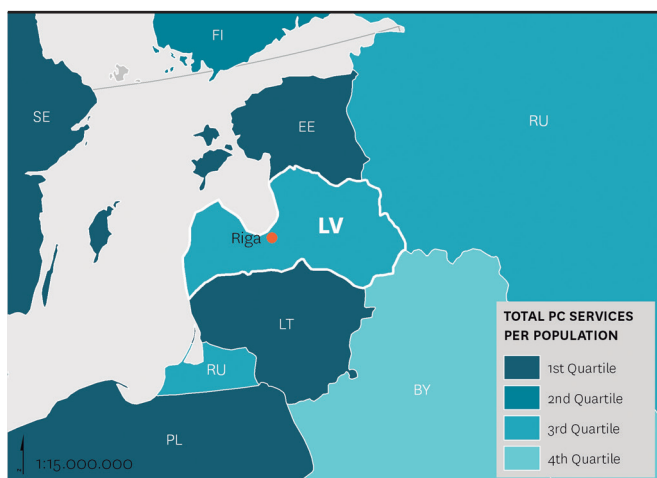 FI
SE
EE
RU
LV
Riga
LT
RU
BY
PL
1:15.000.000
TOTAL PC SERVICES
PER POPULATION
1st Quartile
2nd Quartile
3rd Quartile
4th Quartile